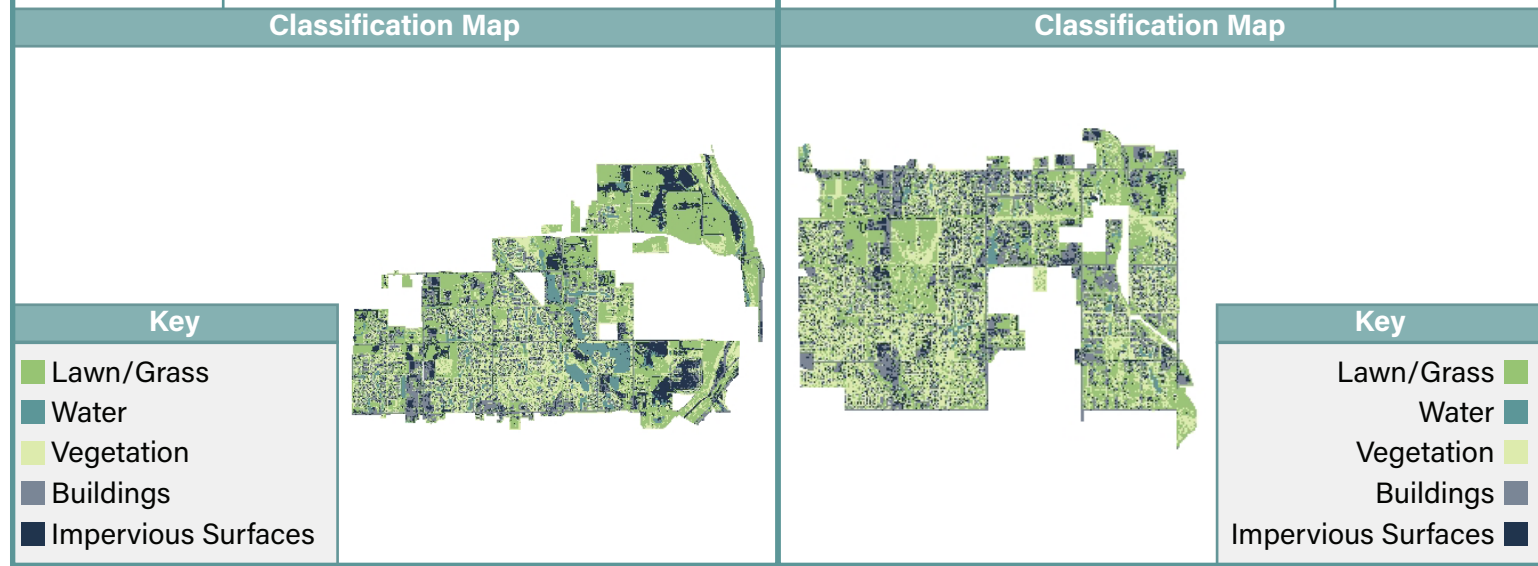 Classification Map
Key
Lawn/Grass
Water
Vegetation
Buildings
Impervious Surfaces
Classification Map
Key
Lawn/Grass
Water
Vegetation
Buildings
Impervious Surfaces